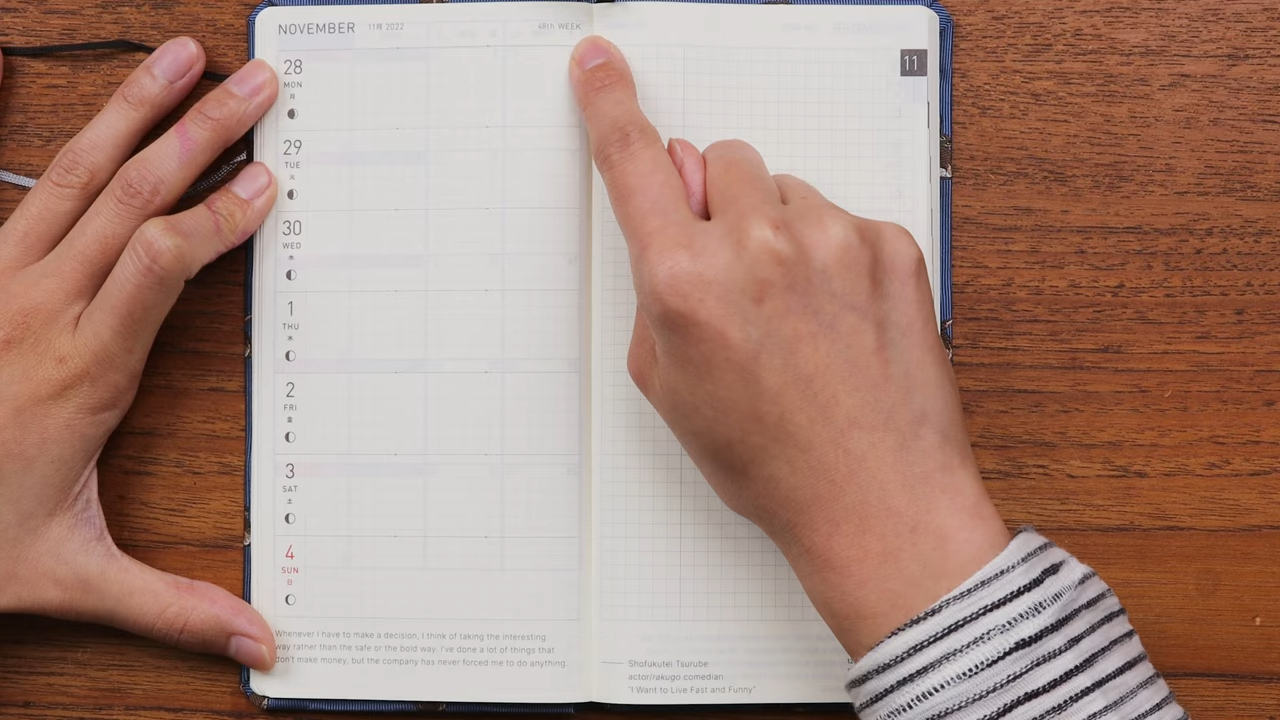 NOVEMBER 11月 2022 48th WEEK
11
28
MON
月
29
TUE
火
30
WED
水
1
THU
木
2
FRI
金
3
SAT
土
4
SUN
日
Whenever I have to make a decision, I think of taking the interesting
way rather than the safe or the bold way. I've done a lot of things that
don't make money, but the company has never forced me to do anything.
Shofukutei Tsurube
actor/rakugo comedian
"I Want to Live Fast and Funny"